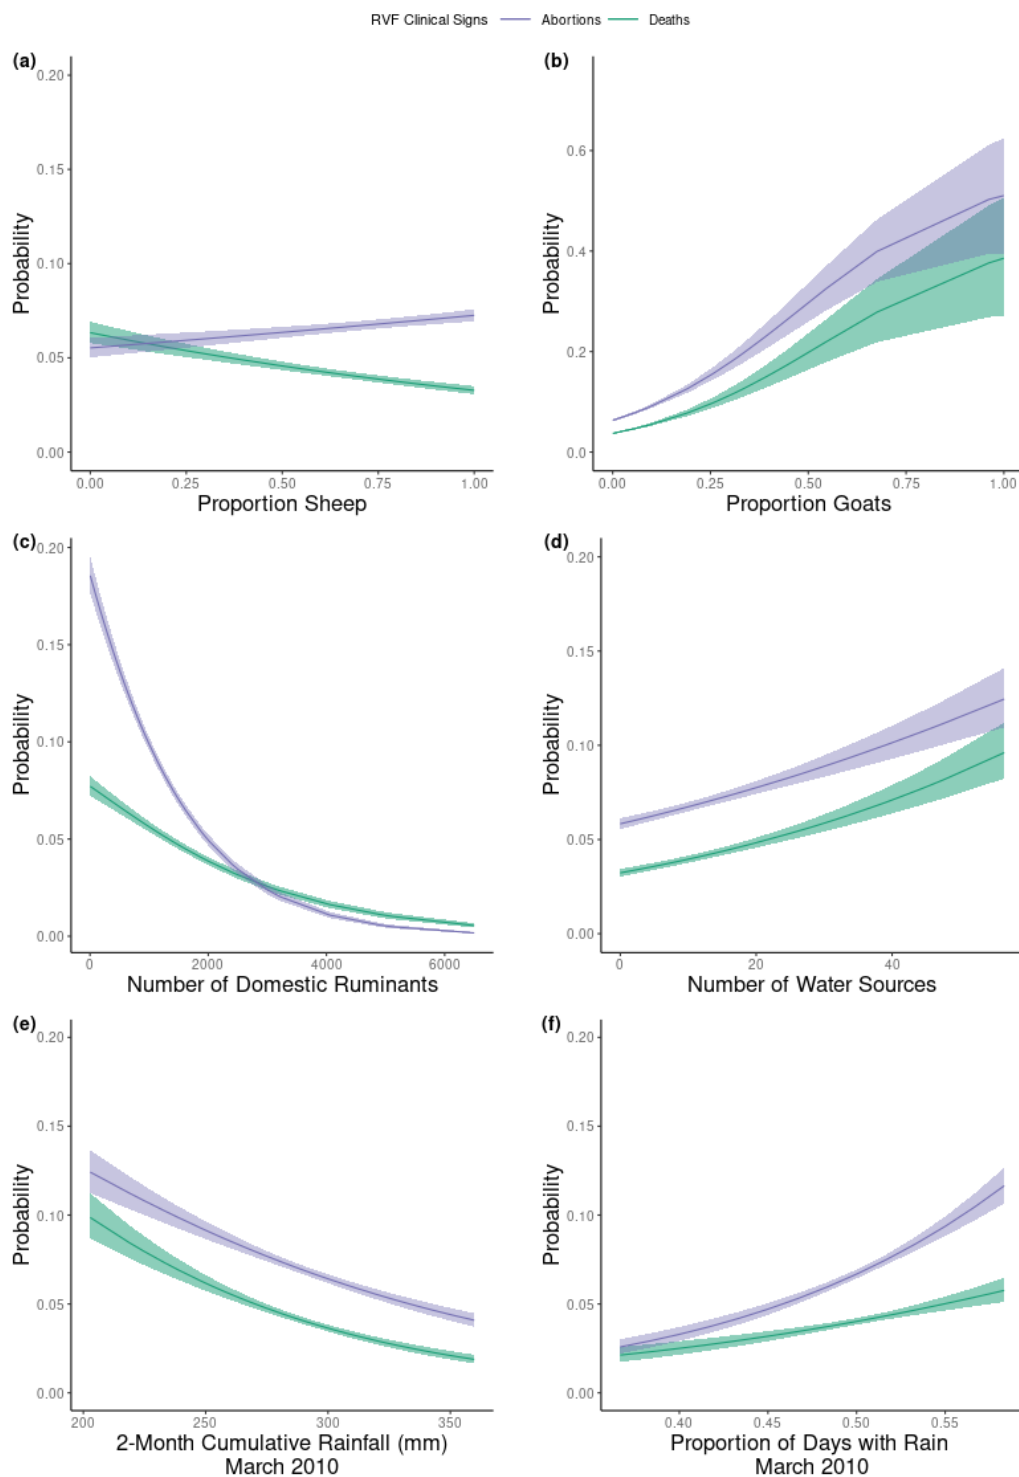 RVF Clinical Signs Abortions Deaths
(a) (b)
0.20
0.15
0.10
0.05
0.00
Probability
0.00 0.25 0.50 0.75 1.00
Proportion Sheep
0.6
0.4
0.2
0.0
Probability
0.00 0.25 0.50 0.75 1.00
Proportion Goats
(c) (d)
0.20
0.15
0.10
0.05
0.00
Probability
0 2000 4000 6000
Number of Domestic Ruminants
0.20
0.15
0.10
0.05
0.00
Probability
0 20 40
Number of Water Sources
(e) (f)
0.20
0.15
0.10
0.05
0.00
Probability
200 250 300 350
2-Month Cumulative Rainfall (mm)
March 2010
0.20
0.15
0.10
0.05
0.00
Probability
0.40 0.45 0.50 0.55
Proportion of Days with Rain
March 2010